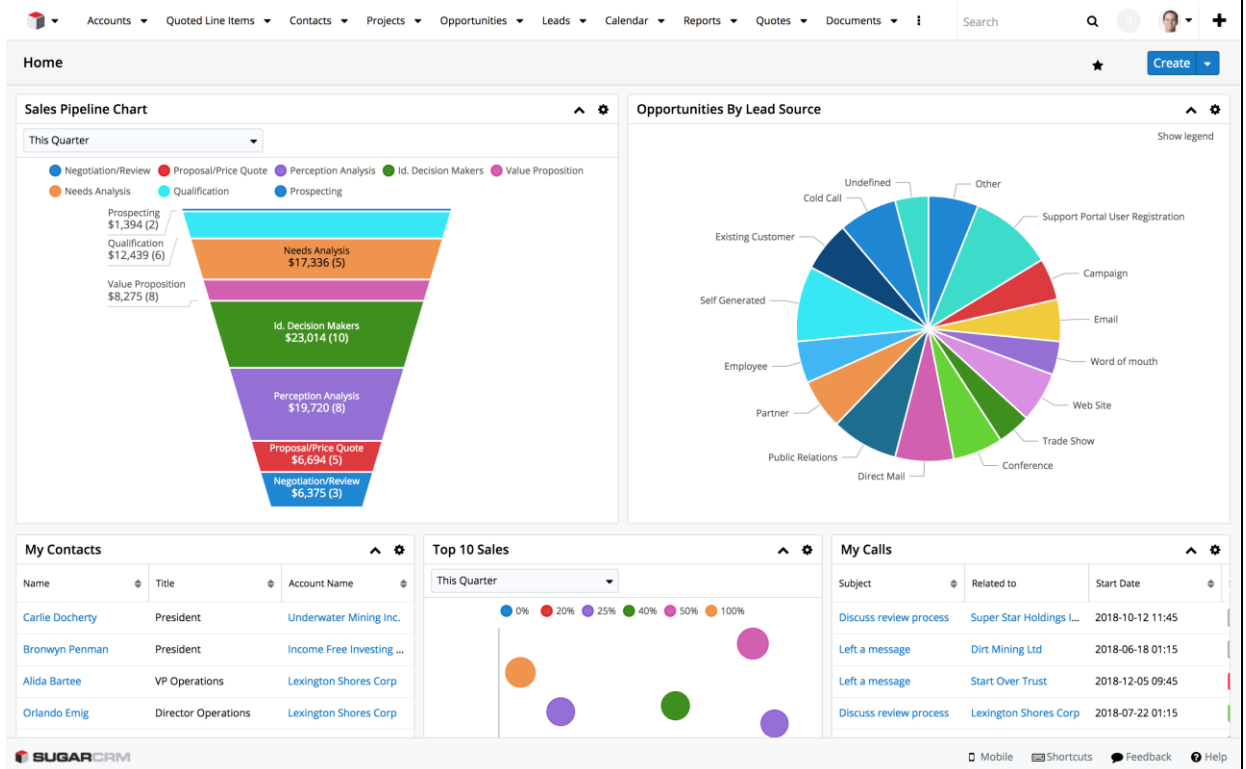 Accounts Quoted Line Items Contacts Projects Opportunities Leads Calendar Reports Quotes Documents Search
Home
Create
Sales Pipeline Chart
This Quarter
Negotiation/Review Proposal/Price Quote Perception Analysis Id. Decision Makers Value Proposition
Needs Analysis Qualification Prospecting
Prospecting
$1,394 (2)
Qualification
$12,439 (6)
Needs Analysis
$17,336 (5)
Value Proposition
$8,275 (8)
Id. Decision Makers
$23,014 (10)
Perception Analysis
$19,720 (8)
Proposal/Price Quote
$6,694 (5)
Negotiation/Review
$6,375 (3)
Opportunities By Lead Source
Show legend
Undefined
Other
Cold Call
Support Portal User Registration
Existing Customer
Campaign
Self Generated
Email
Word of mouth
Employee
Web Site
Partner
Trade Show
Public Relations
Conference
Direct Mail
My Contacts
Name Title Account Name
Carlie Docherty President Underwater Mining Inc.
Bronwyn Penman President Income Free Investing ...
Alida Bartee VP Operations Lexington Shores Corp
Orlando Emig Director Operations Lexington Shores Corp
Top 10 Sales
This Quarter
0% 20% 25% 40% 50% 100%
My Calls
Subject Related to Start Date
Discuss review process Super Star Holdings I... 2018-10-12 11:45
Left a message Dirt Mining Ltd 2018-06-18 01:15
Left a message Start Over Trust 2018-12-05 09:45
Discuss review process Lexington Shores Corp 2018-07-22 01:15
SUGARCRM
Mobile Shortcuts Feedback Help